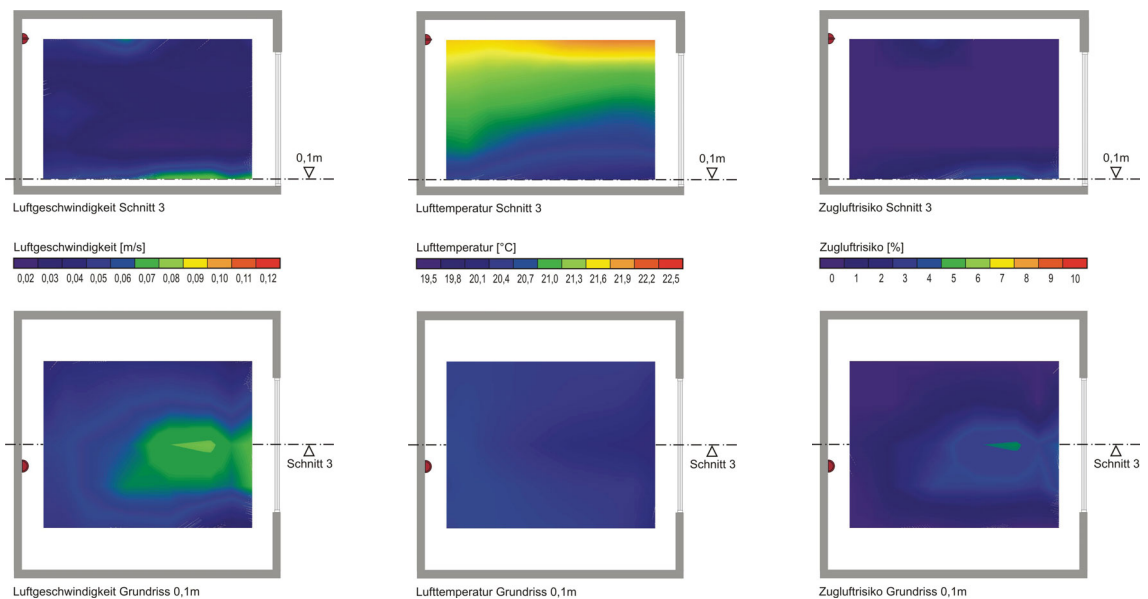 0,1m
0,1m
0,1m
Luftgeschwindigkeit Schnitt 3
Lufttemperatur Schnitt 3
Zugluftrisiko Schnitt 3
Luftgeschwindigkeit [m/s]
Lufttemperatur [°C]
Zugluftrisiko [%]
0,02 0,03 0,04 0,05 0,06 0,07 0,08 0,09 0,10 0,11 0,12
19,5 19,8 20,1 20,4 20,7 21,0 21,3 21,6 21,9 22,2 22,5
0 1 2 3 4 5 6 7 8 9 10
Schnitt 3
Schnitt 3
Schnitt 3
Luftgeschwindigkeit Grundriss 0,1m
Lufttemperatur Grundriss 0,1m
Zugluftrisiko Grundriss 0,1m